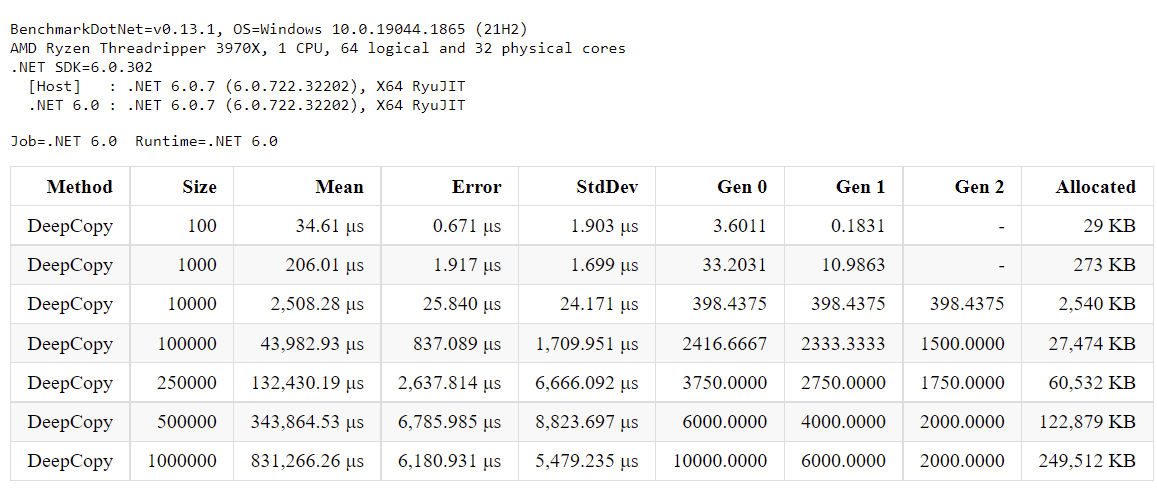 BenchmarkDotNet=v0.13.1, OS=Windows 10.0.19044.1865 (21H2)
AMD Ryzen Threadripper 3970X, 1 CPU, 64 logical and 32 physical cores
.NET SDK=6.0.302
  [Host]   : .NET 6.0.7 (6.0.722.32202), X64 RyuJIT
  .NET 6.0 : .NET 6.0.7 (6.0.722.32202), X64 RyuJIT
Job=.NET 6.0  Runtime=.NET 6.0
Method Size Mean Error StdDev Gen 0 Gen 1 Gen 2 Allocated
DeepCopy 100 34.61 μs 0.671 μs 1.903 μs 3.6011 0.1831 - 29 KB
DeepCopy 1000 206.01 μs 1.917 μs 1.699 μs 33.2031 10.9863 - 273 KB
DeepCopy 10000 2,508.28 μs 25.840 μs 24.171 μs 398.4375 398.4375 398.4375 2,540 KB
DeepCopy 100000 43,982.93 μs 837.089 μs 1,709.951 μs 2416.6667 2333.3333 1500.0000 27,474 KB
DeepCopy 250000 132,430.19 μs 2,637.814 μs 6,666.092 μs 3750.0000 2750.0000 1750.0000 60,532 KB
DeepCopy 500000 343,864.53 μs 6,785.985 μs 8,823.697 μs 6000.0000 4000.0000 2000.0000 122,879 KB
DeepCopy 1000000 831,266.26 μs 6,180.931 μs 5,479.235 μs 10000.0000 6000.0000 2000.0000 249,512 KB